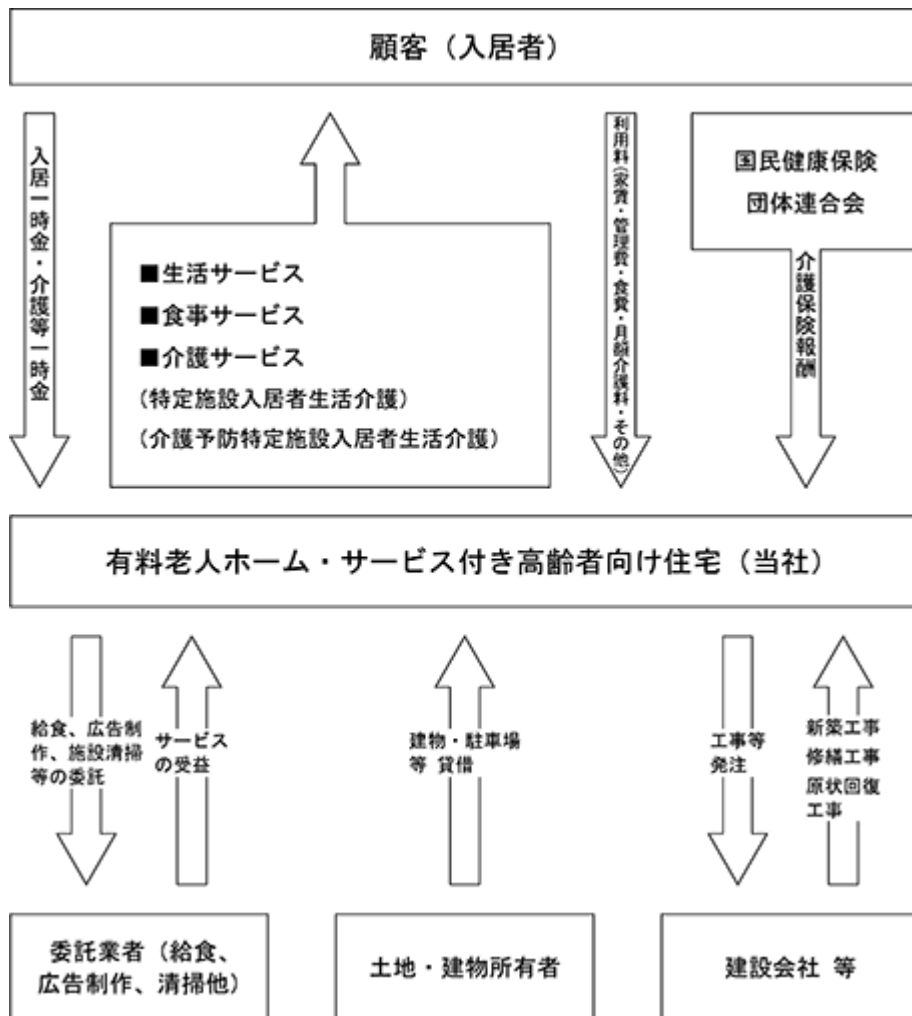 顧客（入居者）
入居一時金・介護等一時金
■生活サービス
■食事サービス
■介護サービス
(特定施設入居者生活介護)
(介護予防特定施設入居者生活介護)
利用料(家賃・管理費・食費・月額介護料・その他)
国民健康保険
団体連合会
介護保険報酬
有料老人ホーム・サービス付き高齢者向け住宅（当社）
給食、広告制
作、施設清掃
等の委託
サービス
の受益
建物・駐車場
等 貸借
工事等
発注
新築工事
修繕工事
原状回復
工事
委託業者（給食、
広告制作、清掃他）
土地・建物所有者
建設会社 等